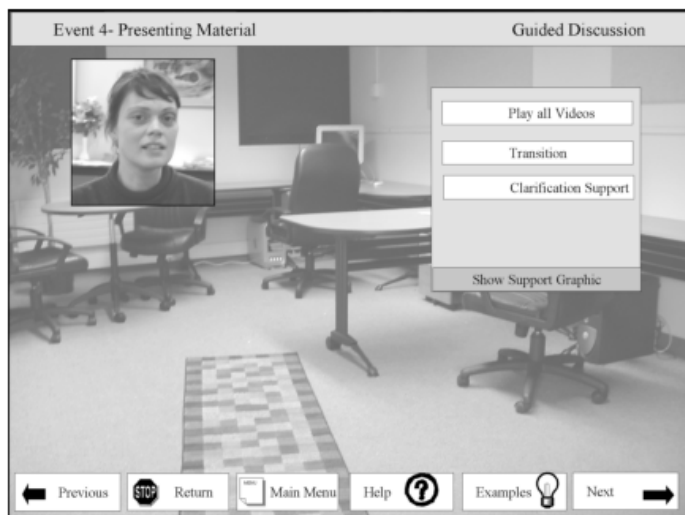 Event 4- Presenting Material
Guided Discussion
Play all Videos
Transition
Clarification Support
Show Support Graphic
Previous
STOP
Return
MENU
Main Menu
Help
?
Examples
Next